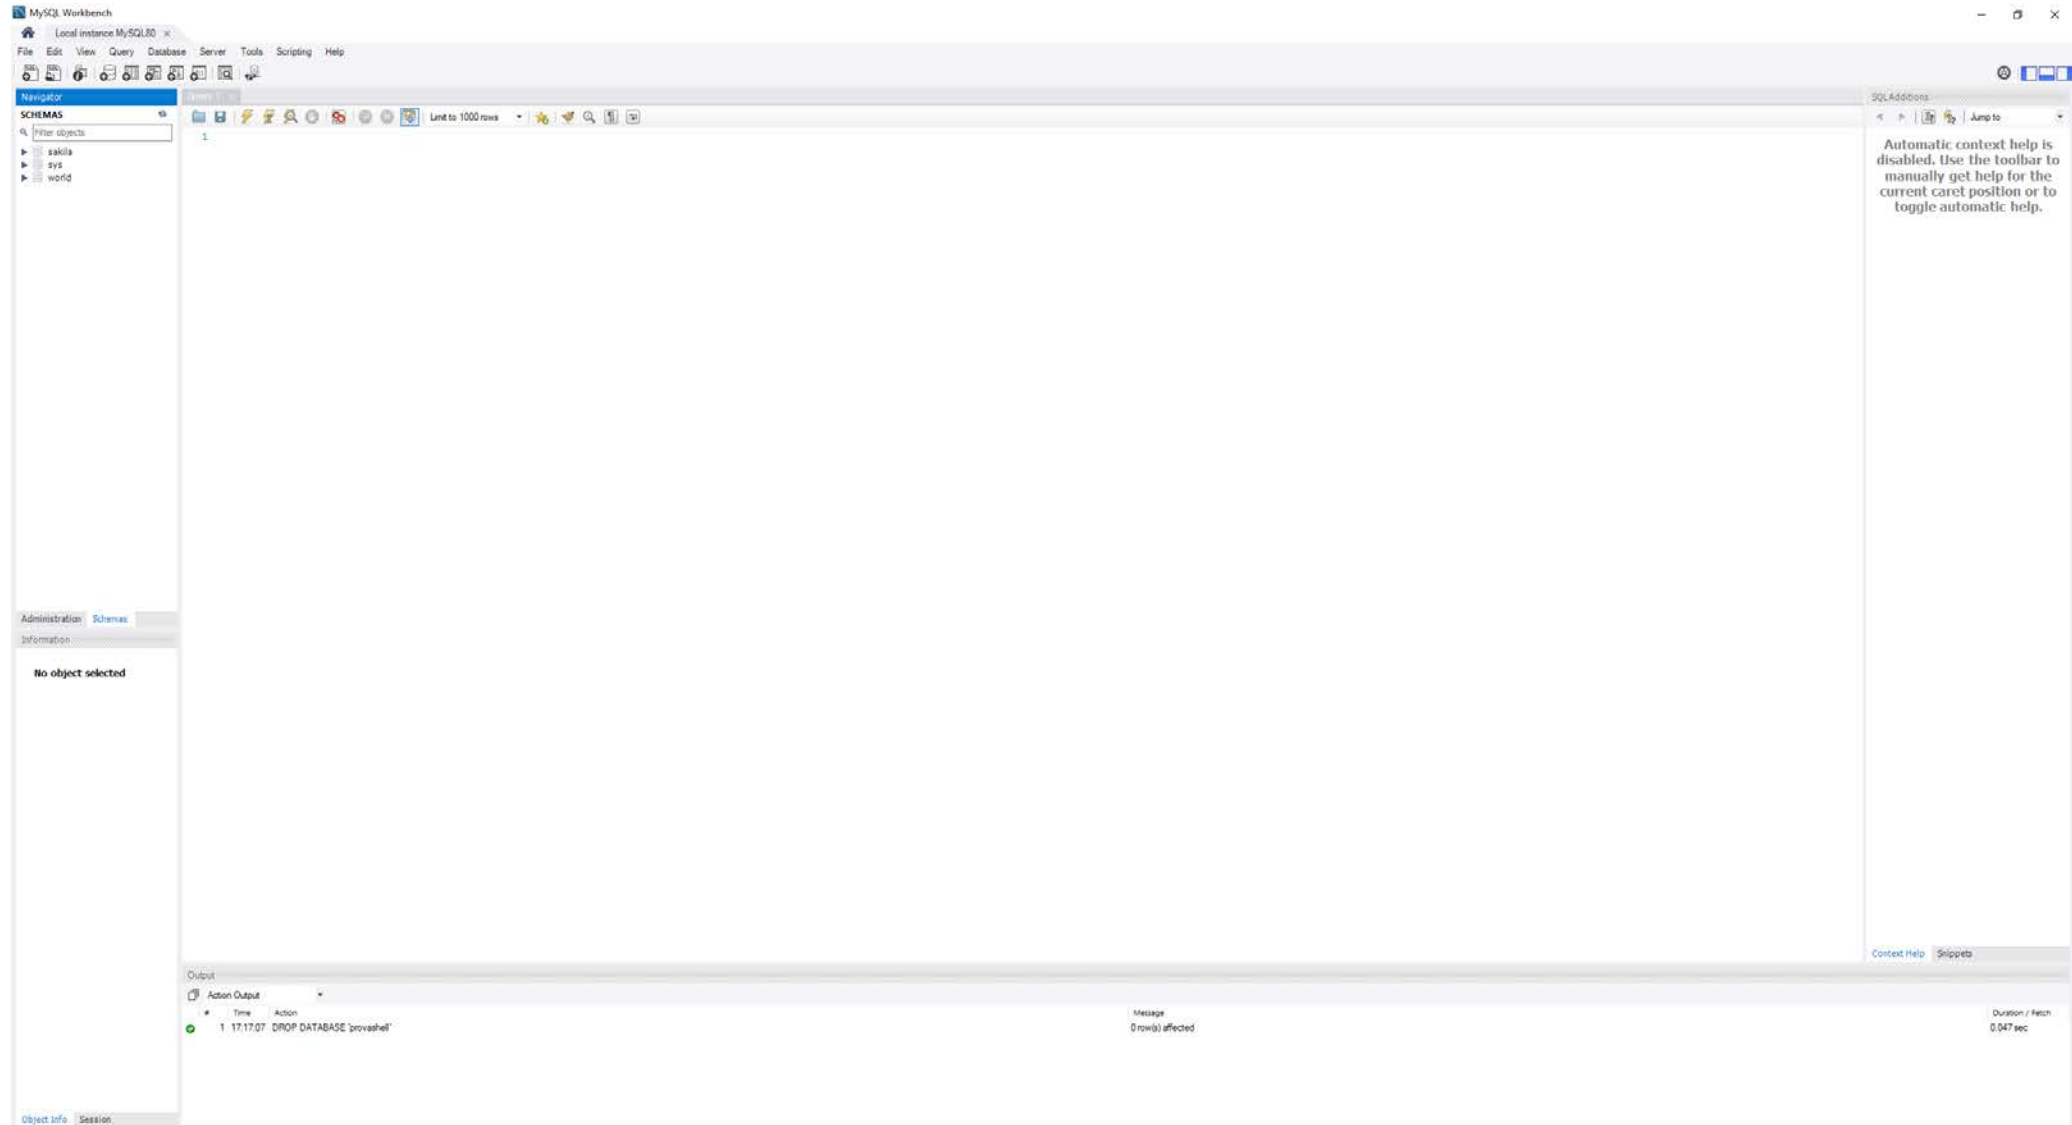 MySQL Workbench
Local instance MySQL80
File Edit View Query Database Server Tools Scripting Help
Navigator
SCHEMAS
Filter objects
sakila
sys
world
Administration Schemas
Information
No object selected
Object Info Session
Query 1
Limit to 1000 rows
1
SQLAdditions
Jump to
Automatic context help is
disabled. Use the toolbar to
manually get help for the
current caret position or to
toggle automatic help.
Context Help Snippets
Output
Action Output
# Time Action Message Duration / Fetch
1 17:17:07 DROP DATABASE `provashell` 0 row(s) affected 0.047 sec